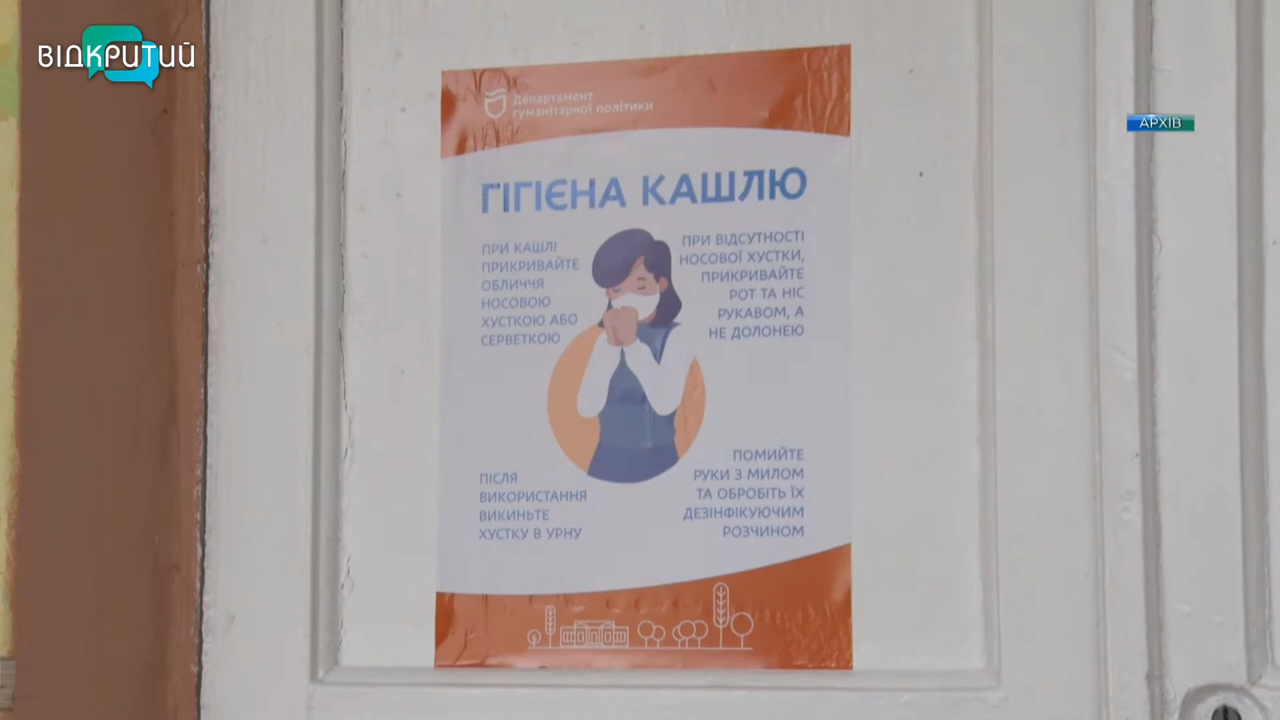 ВІДКРИТИЙ
АРХІВ
Департамент
гуманітарної політики
ГІГІЄНА КАШЛЮ
ПРИ КАШЛІ
ПРИКРИВАЙТЕ
ОБЛИЧЧЯ
НОСОВОЮ
ХУСТКОЮ АБО
СЕРВЕТКОЮ
ПРИ ВІДСУТНОСТІ
НОСОВОЇ ХУСТКИ,
ПРИКРИВАЙТЕ
РОТ ТА НІС
РУКАВОМ, А
НЕ ДОЛОНЕЮ
ПІСЛЯ
ВИКОРИСТАННЯ
ВИКИНЬТЕ
ХУСТКУ В УРНУ
ПОМИЙТЕ
РУКИ З МИЛОМ
ТА ОБРОБІТЬ ЇХ
ДЕЗІНФІКУЮЧИМ
РОЗЧИНОМ